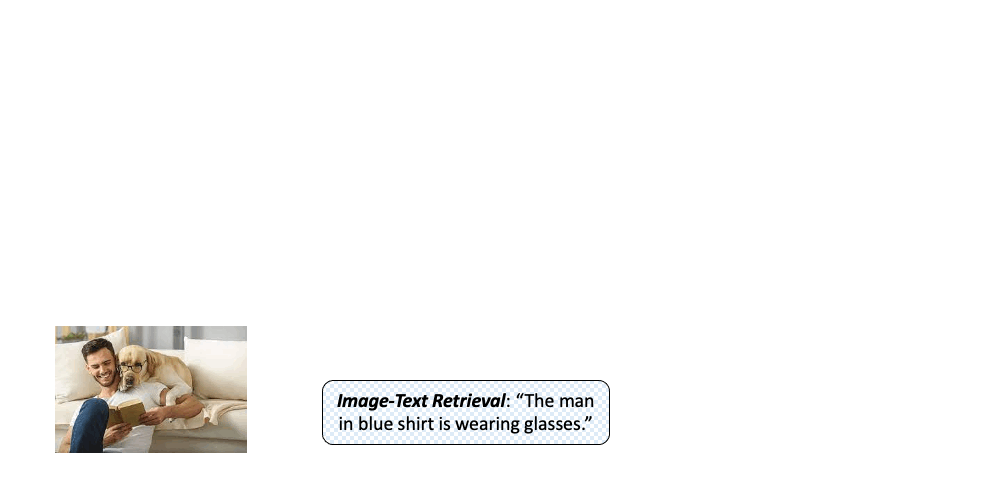 Image-Text Retrieval: “The man
in blue shirt is wearing glasses.”